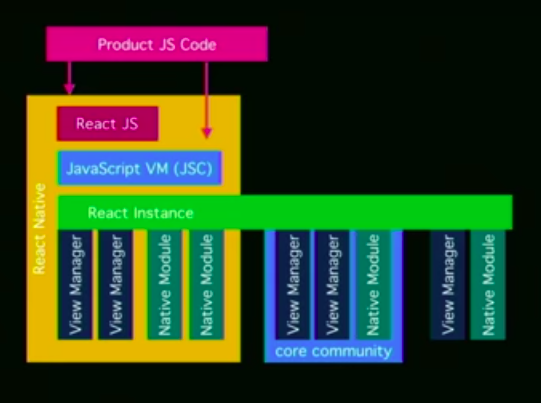 Product JS Code
React JS
JavaScript VM (JSC)
React Native
React Instance
View Manager
View Manager
Native Module
Native Module
View Manager
View Manager
Native Module
View Manager
Native Module
core community